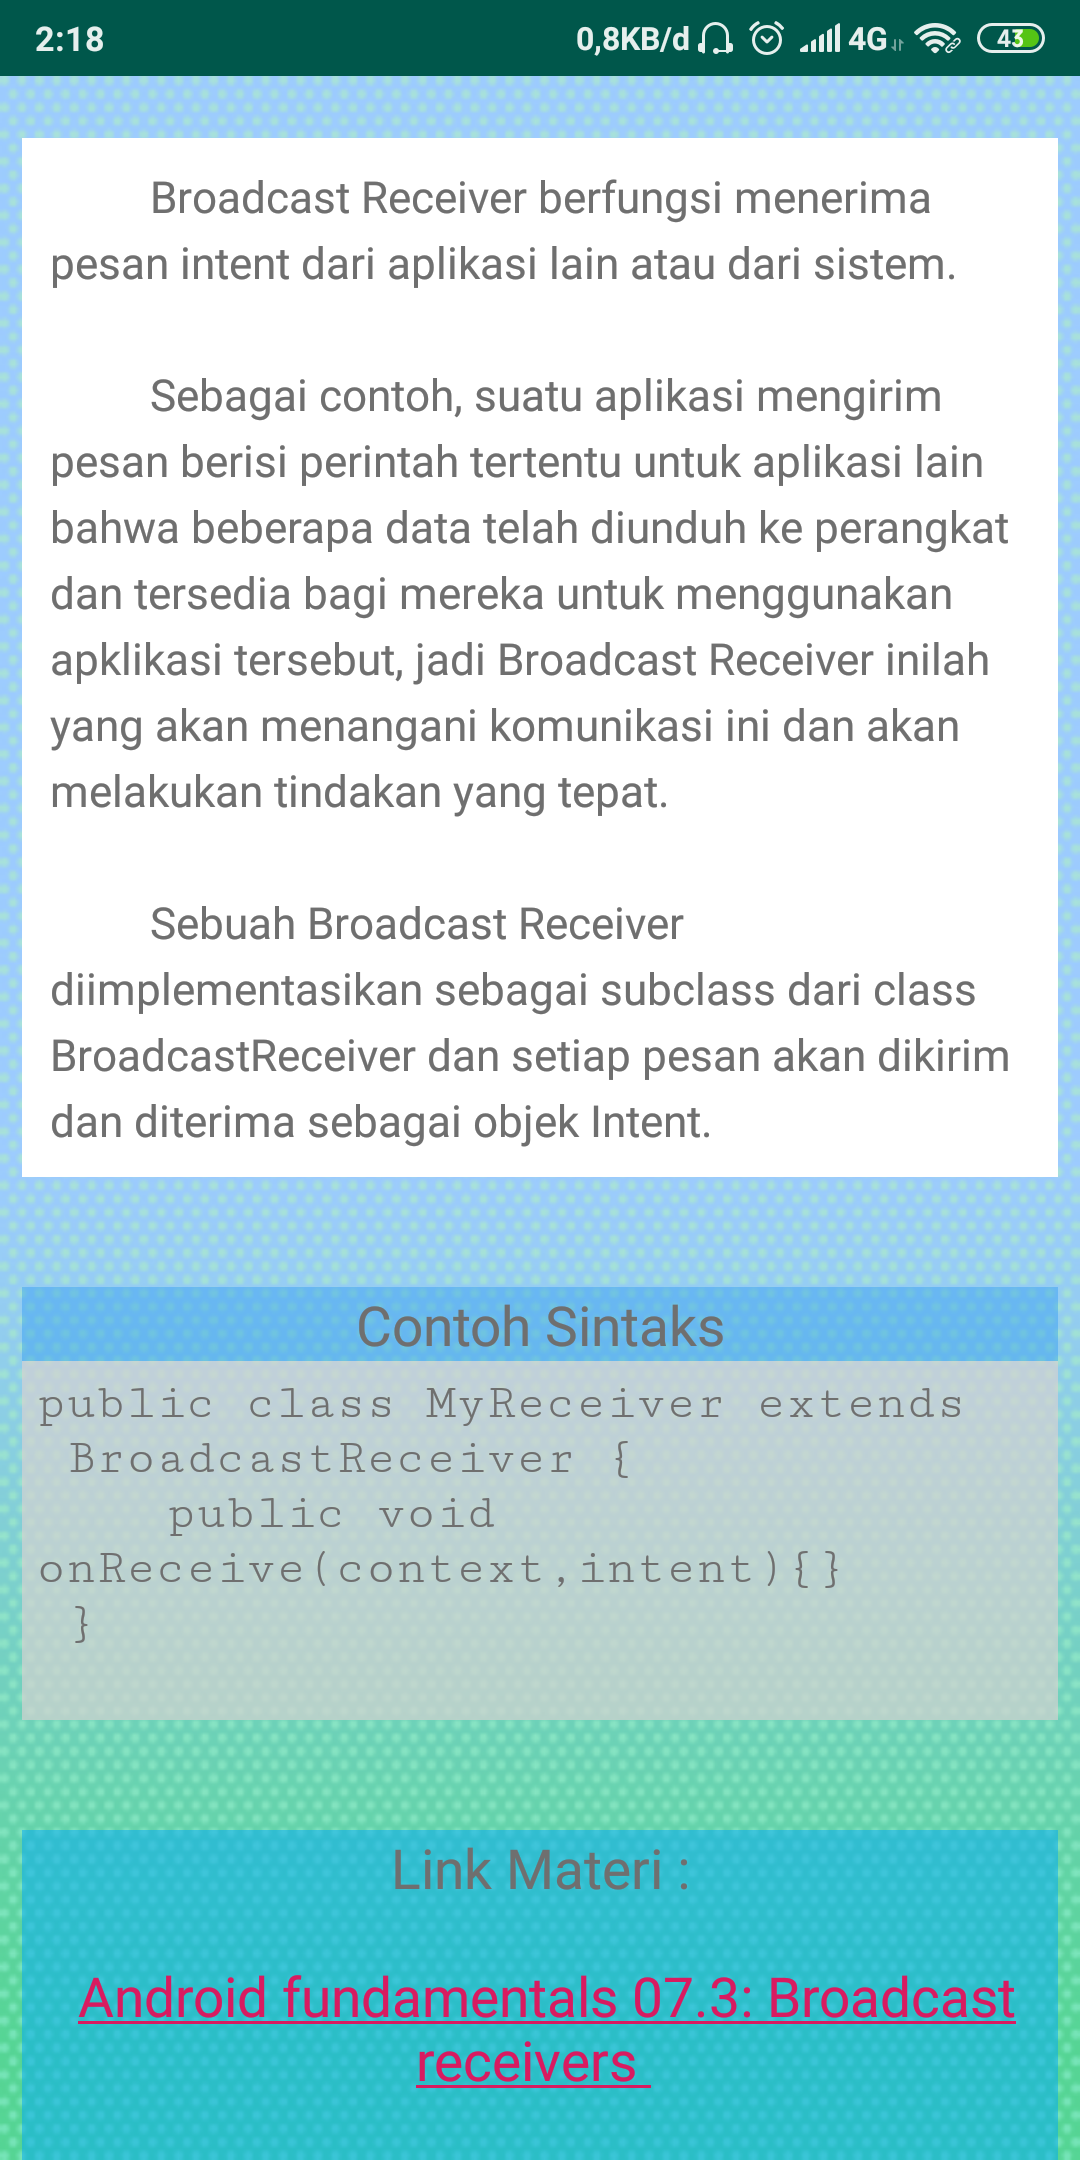 2:18 0,8KB/d 4G 43
Broadcast Receiver berfungsi menerima
pesan intent dari aplikasi lain atau dari sistem.
Sebagai contoh, suatu aplikasi mengirim
pesan berisi perintah tertentu untuk aplikasi lain
bahwa beberapa data telah diunduh ke perangkat
dan tersedia bagi mereka untuk menggunakan
apklikasi tersebut, jadi Broadcast Receiver inilah
yang akan menangani komunikasi ini dan akan
melakukan tindakan yang tepat.
Sebuah Broadcast Receiver
diimplementasikan sebagai subclass dari class
BroadcastReceiver dan setiap pesan akan dikirim
dan diterima sebagai objek Intent.
Contoh Sintaks
public class MyReceiver extends
BroadcastReceiver {
public void
onReceive(context,intent){}
}
Link Materi :
Android fundamentals 07.3: Broadcast
receivers